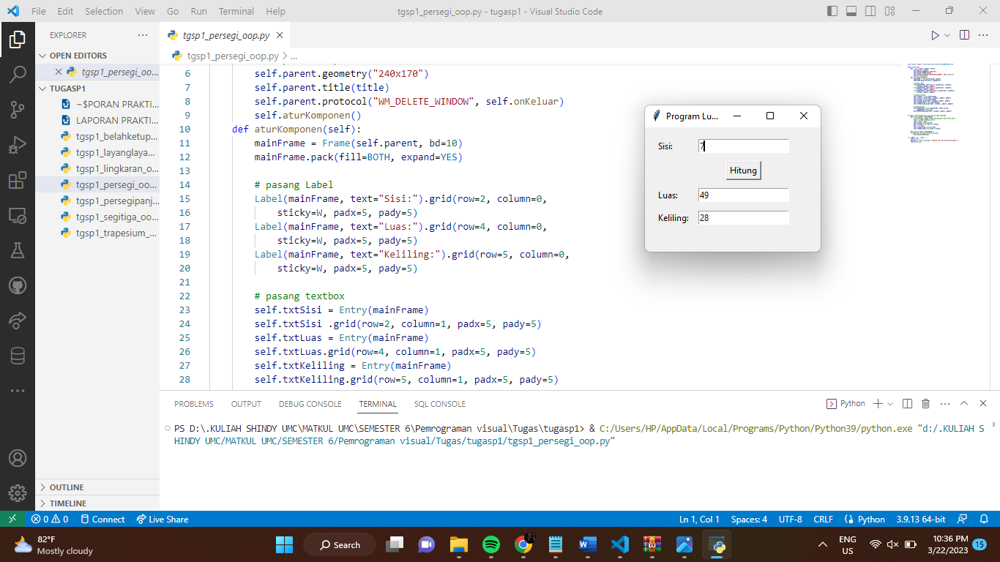 File Edit Selection View Go Run Terminal Help
tgsp1_persegi_oop.py - tugasp1 - Visual Studio Code
EXPLORER
OPEN EDITORS
tgsp1_persegi_oo...
TUGASP1
~$PORAN PRAKTI...
LAPORAN PRAKTI...
tgsp1_belahketup...
tgsp1_layanglaya...
tgsp1_lingkaran_o...
tgsp1_persegi_oo...
tgsp1_persegipanj...
tgsp1_segitiga_oo...
tgsp1_trapesium_...
OUTLINE
TIMELINE
tgsp1_persegi_oop.py
tgsp1_persegi_oop.py > ...
6 self.parent.geometry("240x170")
7 self.parent.title(title)
8 self.parent.protocol("WM_DELETE_WINDOW", self.onKeluar)
9 self.aturKomponen()
10 def aturKomponen(self):
11 mainFrame = Frame(self.parent, bd=10)
12 mainFrame.pack(fill=BOTH, expand=YES)
13
14 # pasang Label
15 Label(mainFrame, text="Sisi:").grid(row=2, column=0,
16 sticky=W, padx=5, pady=5)
17 Label(mainFrame, text="Luas:").grid(row=4, column=0,
18 sticky=W, padx=5, pady=5)
19 Label(mainFrame, text="Keliling:").grid(row=5, column=0,
20 sticky=W, padx=5, pady=5)
21
22 # pasang textbox
23 self.txtSisi = Entry(mainFrame)
24 self.txtSisi .grid(row=2, column=1, padx=5, pady=5)
25 self.txtLuas = Entry(mainFrame)
26 self.txtLuas.grid(row=4, column=1, padx=5, pady=5)
27 self.txtKeliling = Entry(mainFrame)
28 self.txtKeliling.grid(row=5, column=1, padx=5, pady=5)
Program Lu...
Sisi: 7
Hitung
Luas: 49
Keliling: 28
PROBLEMS OUTPUT DEBUG CONSOLE TERMINAL SQL CONSOLE
Python
PS D:\.KULIAH SHINDY UMC\MATKUL UMC\SEMESTER 6\Pemrograman visual\Tugas\tugasp1> & C:/Users/HP/AppData/Local/Programs/Python/Python39/python.exe "d:/.KULIAH S
HINDY UMC/MATKUL UMC/SEMESTER 6/Pemrograman visual/Tugas/tugasp1/tgsp1_persegi_oop.py"
0 0 Connect Live Share
Ln 1, Col 1 Spaces: 4 UTF-8 CRLF Python 3.9.13 64-bit
82°F
Mostly cloudy
Search
ENG
US
10:36 PM
3/22/2023
15